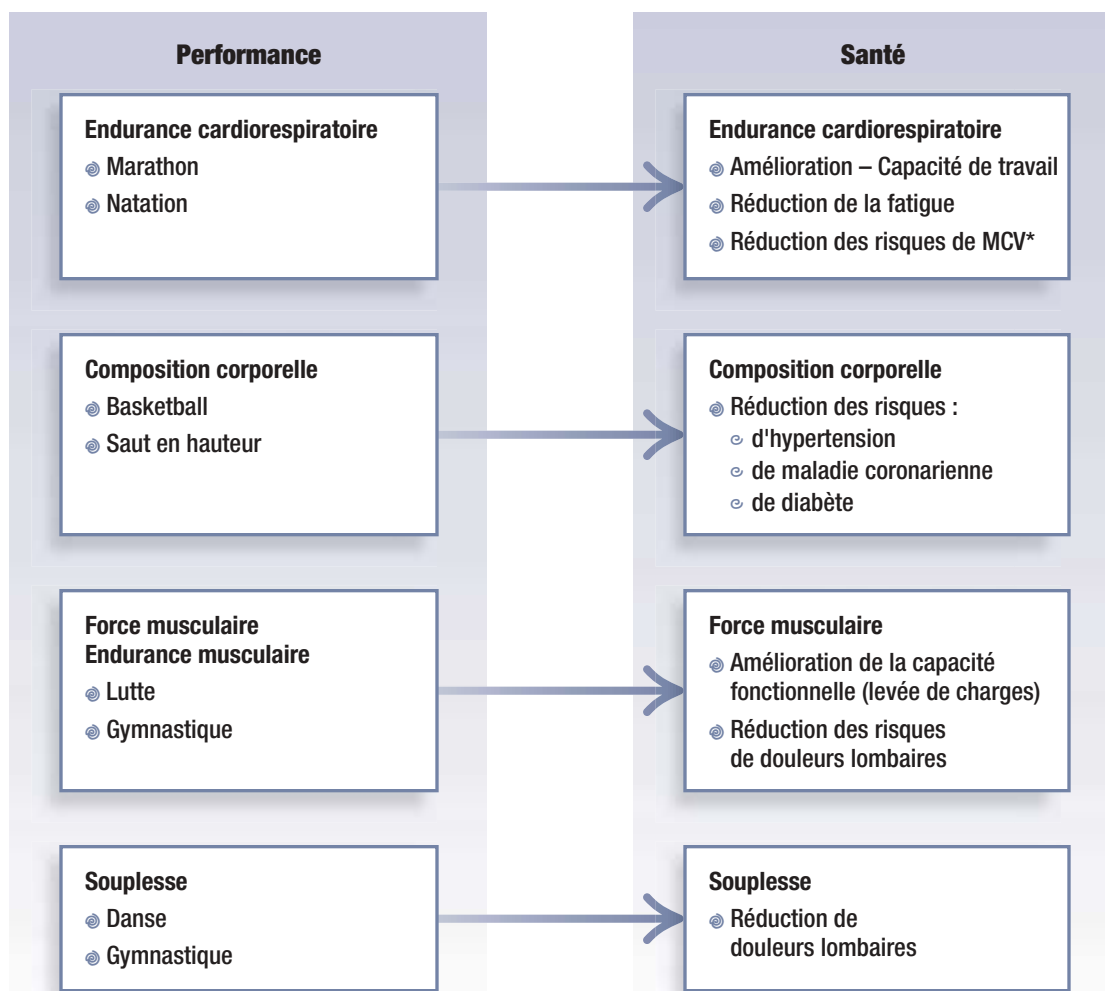 Performance
Endurance cardiorespiratoire
Marathon
Natation
Composition corporelle
Basketball
Saut en hauteur
Force musculaire
Endurance musculaire
Lutte
Gymnastique
Souplesse
Danse
Gymnastique
Santé
Endurance cardiorespiratoire
Amélioration – Capacité de travail
Réduction de la fatigue
Réduction des risques de MCV*
Composition corporelle
Réduction des risques :
d'hypertension
de maladie coronarienne
de diabète
Force musculaire
Amélioration de la capacité
fonctionnelle (levée de charges)
Réduction des risques
de douleurs lombaires
Souplesse
Réduction de
douleurs lombaires